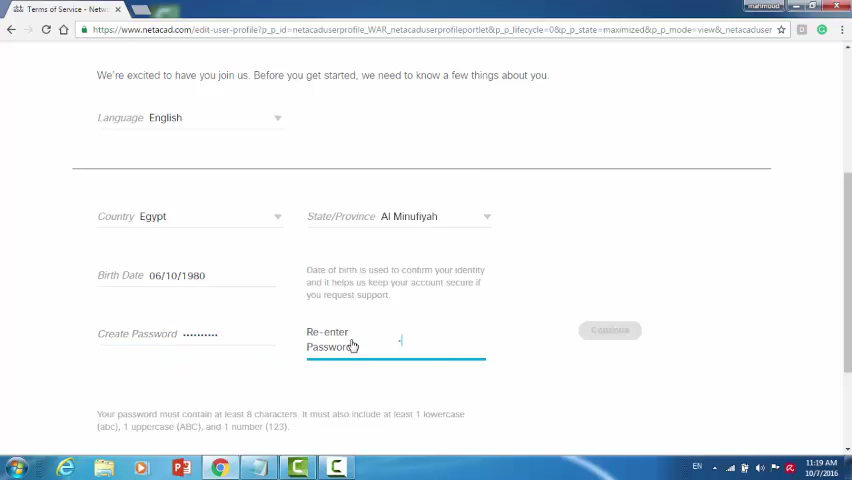 Terms of Service - Netwo
mahmoud
https://www.netacad.com/edit-user-profile?p_p_id=netacaduserprofile_WAR_netacaduserprofileportlet&p_p_lifecycle=0&p_p_state=maximized&p_p_mode=view&_netacaduser
We're excited to have you join us. Before you get started, we need to know a few things about you.
Language English
Country Egypt State/Province Al Minufiyah
Birth Date 06/10/1980
Date of birth is used to confirm your identity
and it helps us keep your account secure if
you request support.
Create Password ••••••••••
Re-enter
Password
Continue
Your password must contain at least 8 characters. It must also include at least 1 lowercase
(abc), 1 uppercase (ABC), and 1 number (123).
EN
11:19 AM
10/7/2016